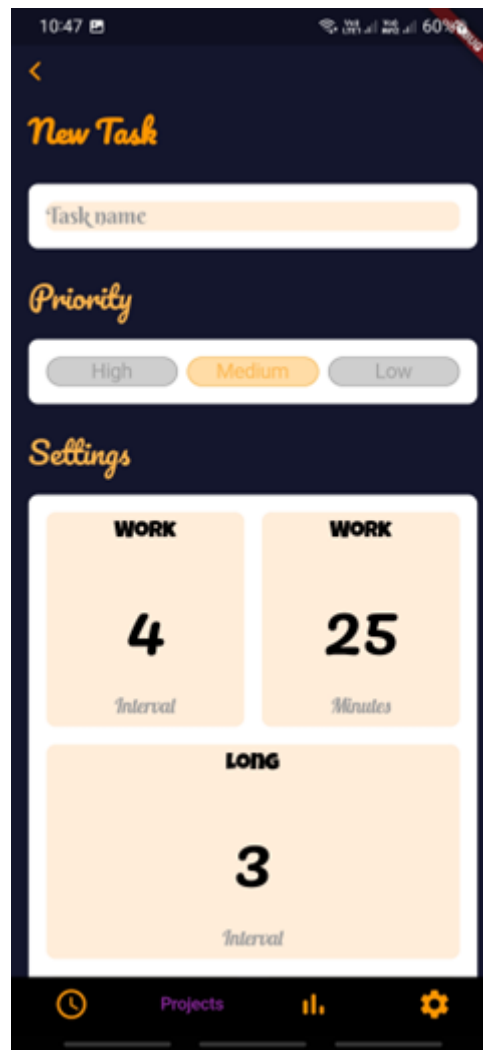 10:47
60%
New Task
Task name
Priority
High Medium Low
Settings
WORK WORK
4 25
Interval Minutes
LONG
3
Interval
Projects